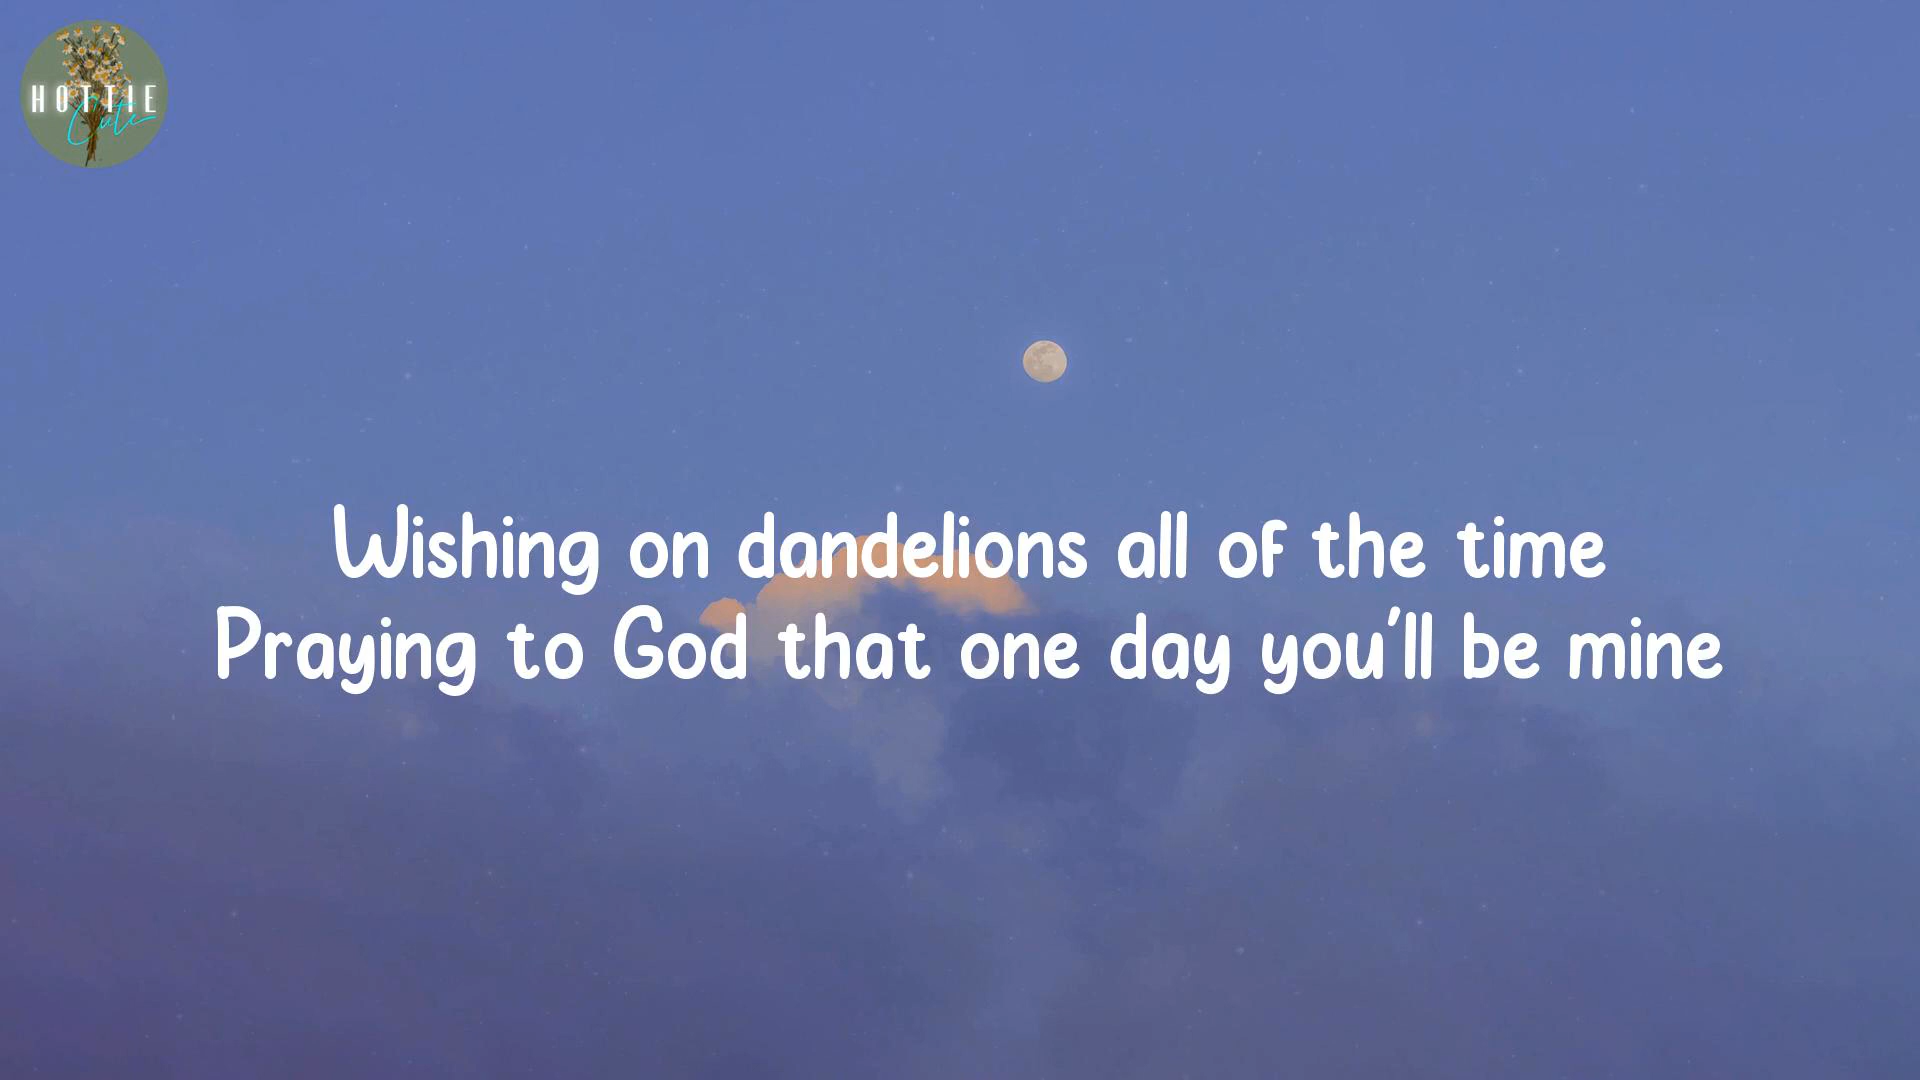 HOTTIE
Cute
Wishing on dandelions all of the time
Praying to God that one day you'll be mine